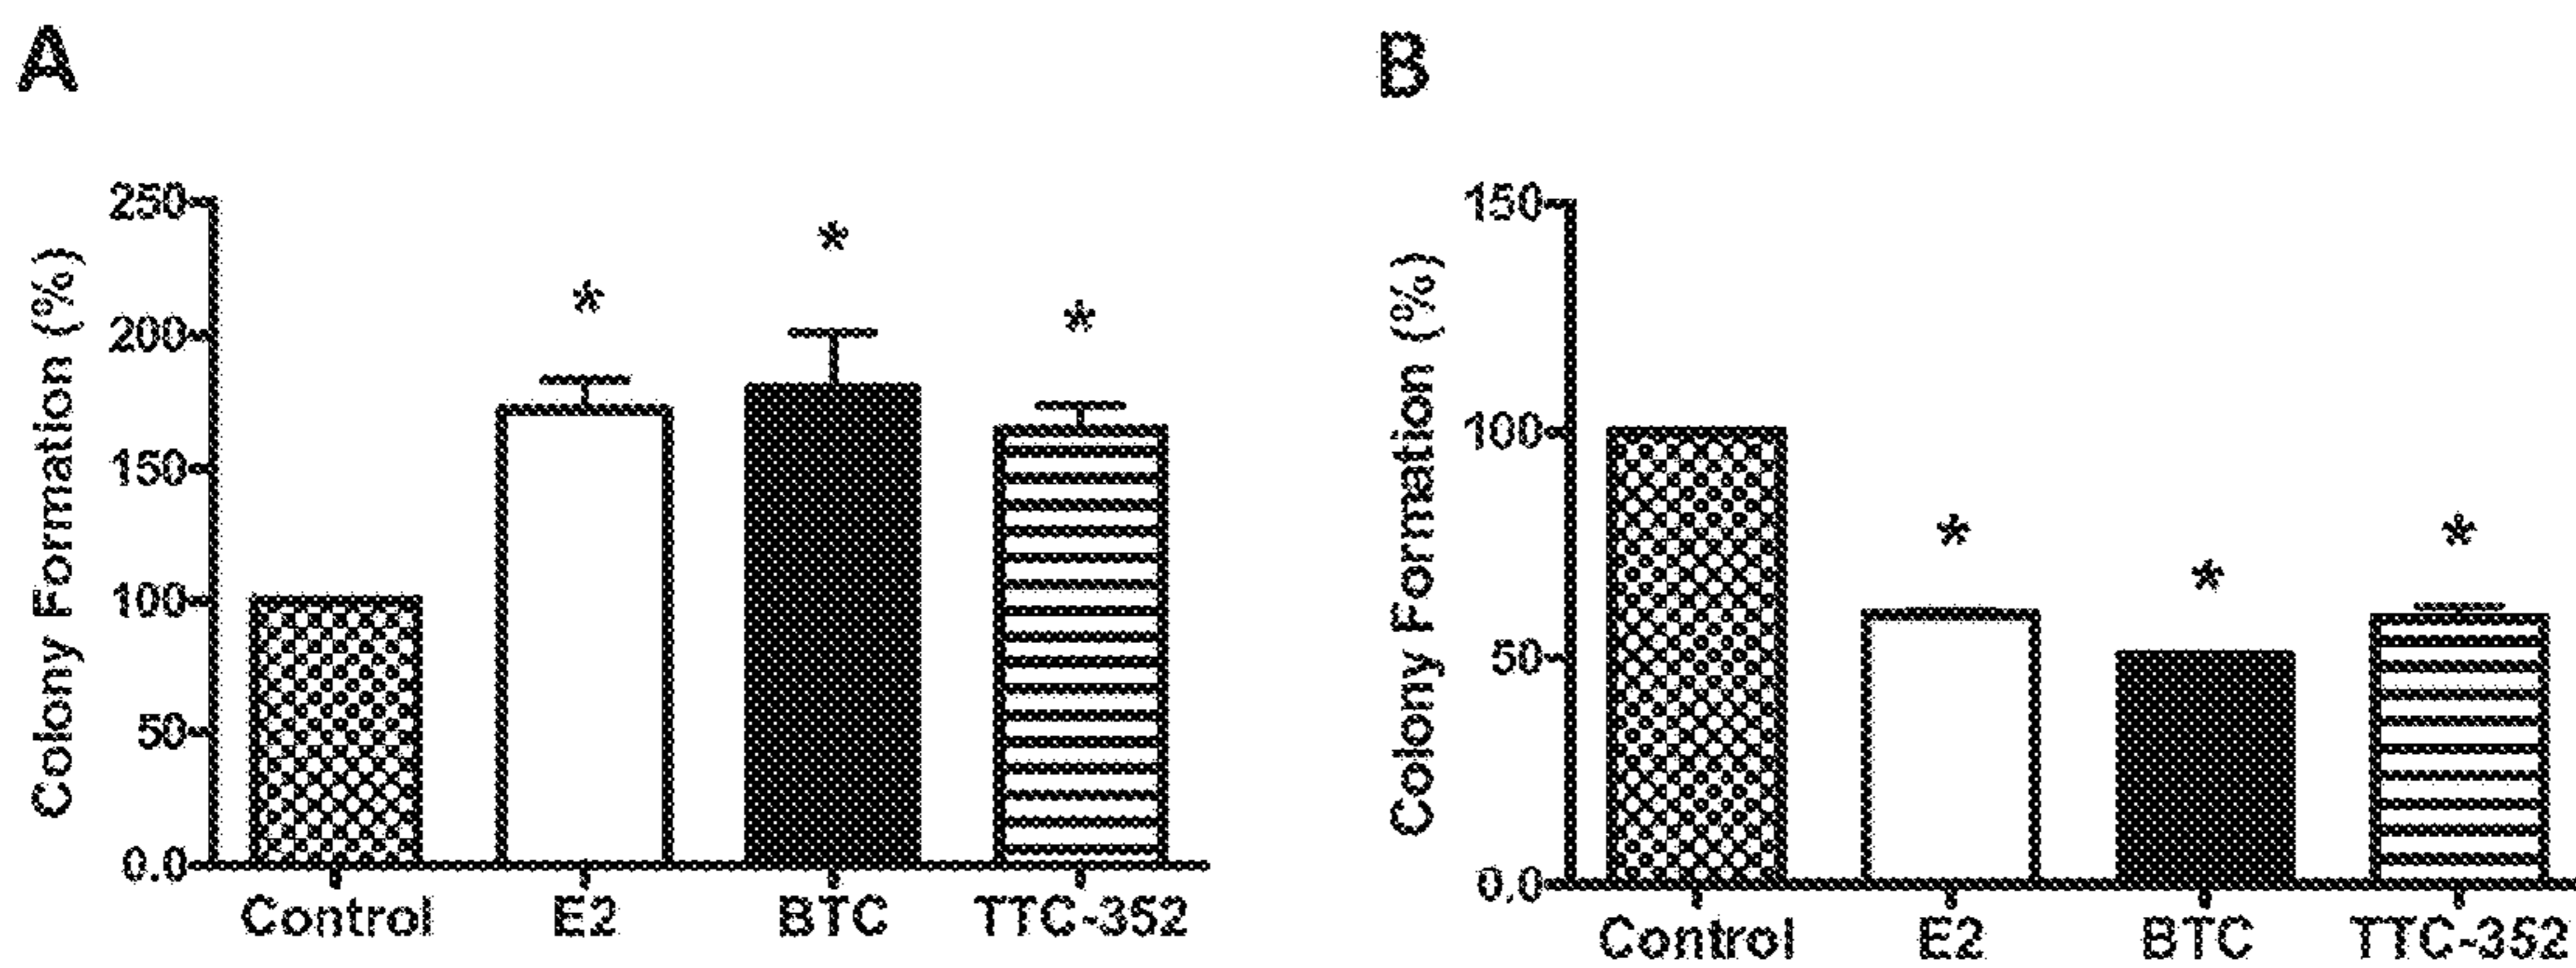 A
B
Colony Formation (%)
250
200
150
100
50
0.0
*
*
*
Control E2 BTC TTC-352
Colony Formation (%)
150
100
50
0.0
*
*
*
Control E2 BTC TTC-352